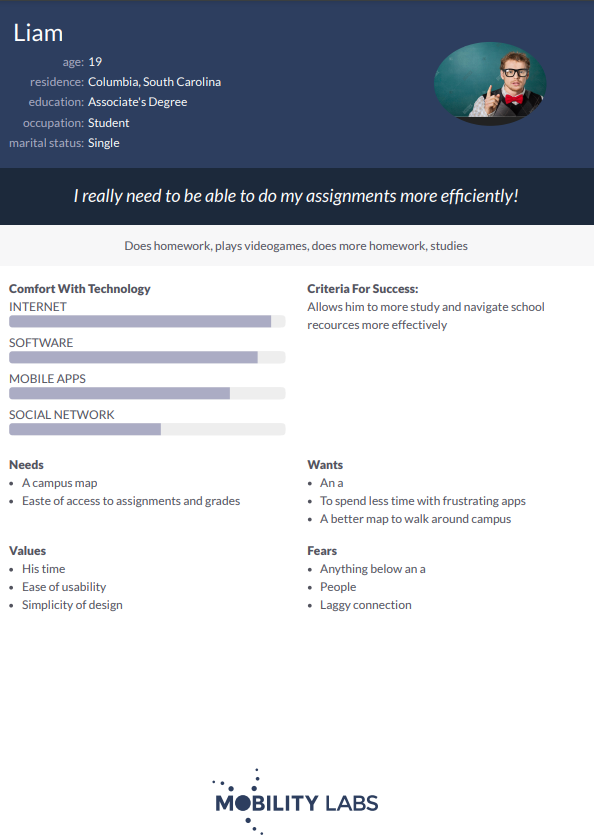 Liam
age: 19
residence: Columbia, South Carolina
education: Associate's Degree
occupation: Student
marital status: Single
I really need to be able to do my assignments more efficiently!
Does homework, plays videogames, does more homework, studies
Comfort With Technology
INTERNET
SOFTWARE
MOBILE APPS
SOCIAL NETWORK
Criteria For Success:
Allows him to more study and navigate school
recources more effectively
Needs
• A campus map
• Easte of access to assignments and grades
Wants
• An a
• To spend less time with frustrating apps
• A better map to walk around campus
Values
• His time
• Ease of usability
• Simplicity of design
Fears
• Anything below an a
• People
• Laggy connection
MOBILITY LABS